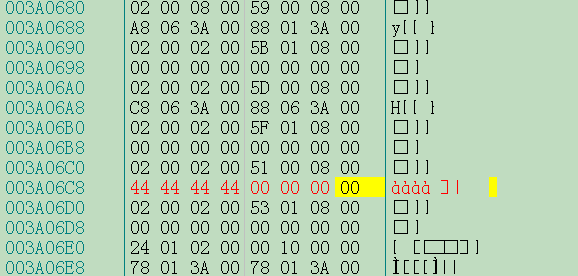 003A0680 02 00 08 00 59 00 08 00
003A0688 A8 06 3A 00 88 01 3A 00 y[[ }
003A0690 02 00 02 00 5B 01 08 00
003A0698 00 00 00 00 00 00 00 00
003A06A0 02 00 02 00 5D 00 08 00
003A06A8 C8 06 3A 00 88 06 3A 00 H[[ }
003A06B0 02 00 02 00 5F 01 08 00
003A06B8 00 00 00 00 00 00 00 00
003A06C0 02 00 02 00 51 00 08 00
003A06C8 44 44 44 44 00 00 00 00 àààà ]|
003A06D0 02 00 02 00 53 01 08 00
003A06D8 00 00 00 00 00 00 00 00
003A06E0 24 01 02 00 00 10 00 00
003A06E8 78 01 3A 00 78 01 3A 00